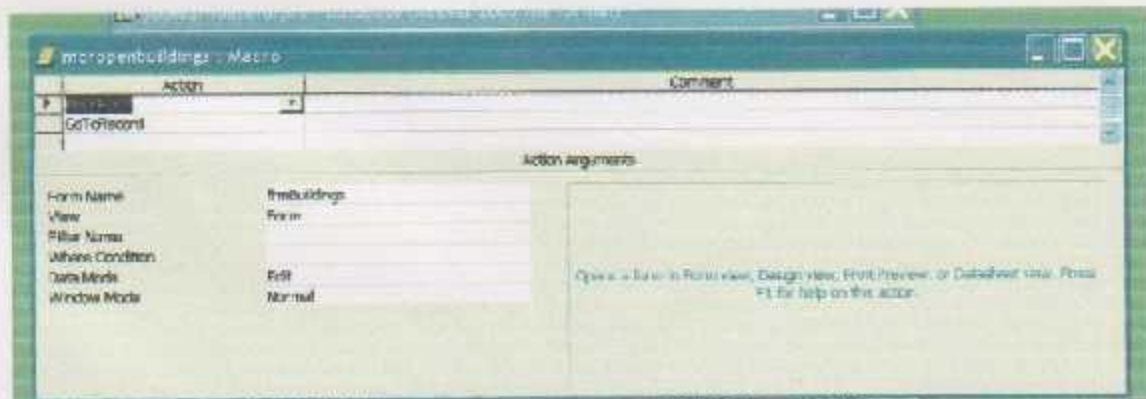 mcropenbuildings : Macro
Action Comment
GoToRecord
Action Arguments
Form Name frmBuildings
View Form
Filter Name
Where Condition
Data Mode Edit
Window Mode Normal
Opens a form in Form view, Design view, Print Preview, or Datasheet view. Press
F1 for help on this action.